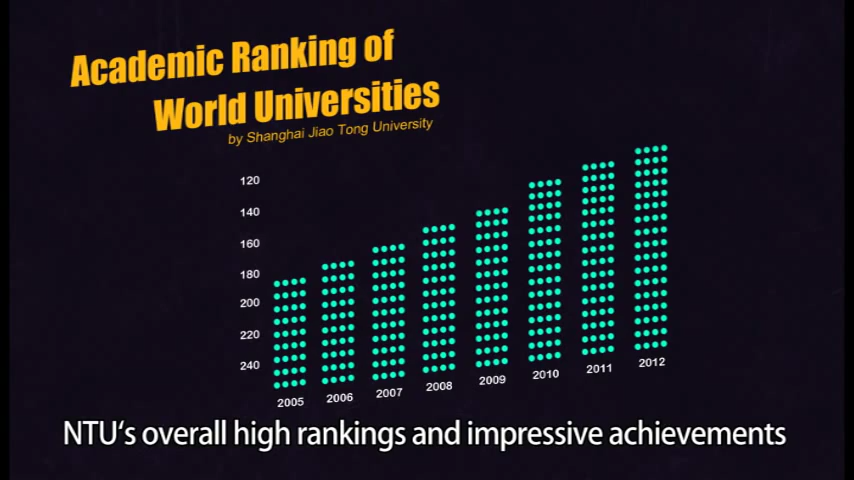 Academic Ranking of
World Universities
by Shanghai Jiao Tong University
120
140
160
180
200
220
240
2005 2006 2007 2008 2009 2010 2011 2012
NTU‘s overall high rankings and impressive achievements